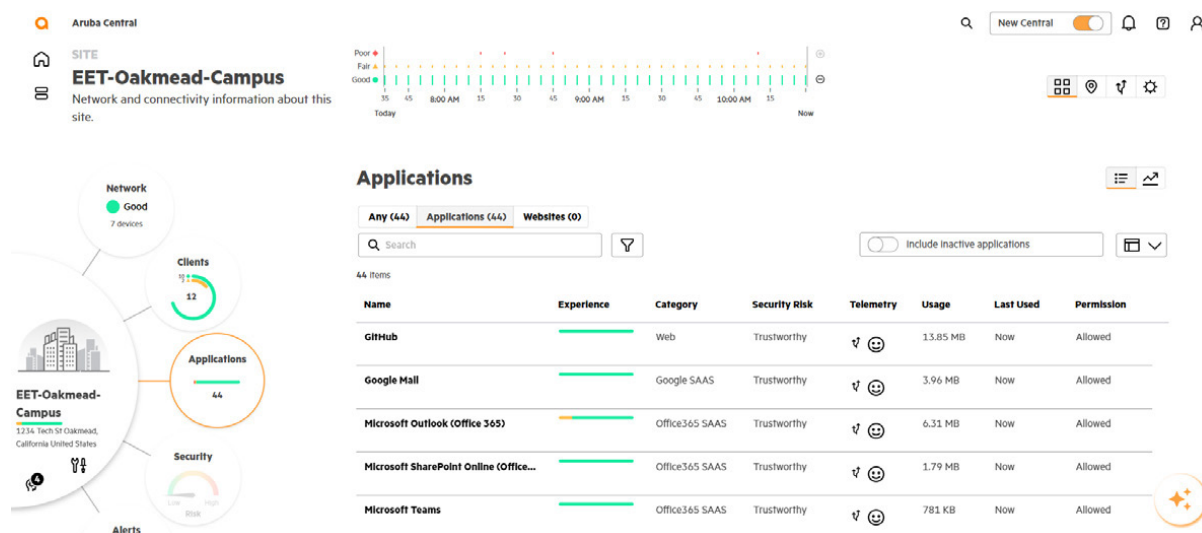 Aruba Central
New Central
SITE
EET-Oakmead-Campus
Network and connectivity information about this
site.
Poor
Fair
Good
35 45 8:00 AM 15 30 45 9:00 AM 15 30 45 10:00 AM 15
Today Now
Network
Good
7 devices
Clients
12
Applications
44
EET-Oakmead-
Campus
1234 Tech St Oakmead,
California United States
4
Security
Low High
Risk
Alerts
Applications
Any (44) Applications (44) Websites (0)
Search
Include inactive applications
44 items
Name Experience Category Security Risk Telemetry Usage Last Used Permission
GitHub Web Trustworthy 13.85 MB Now Allowed
Google Mail Google SAAS Trustworthy 3.96 MB Now Allowed
Microsoft Outlook (Office 365) Office365 SAAS Trustworthy 6.31 MB Now Allowed
Microsoft SharePoint Online (Office... Office365 SAAS Trustworthy 1.79 MB Now Allowed
Microsoft Teams Office365 SAAS Trustworthy 781 KB Now Allowed